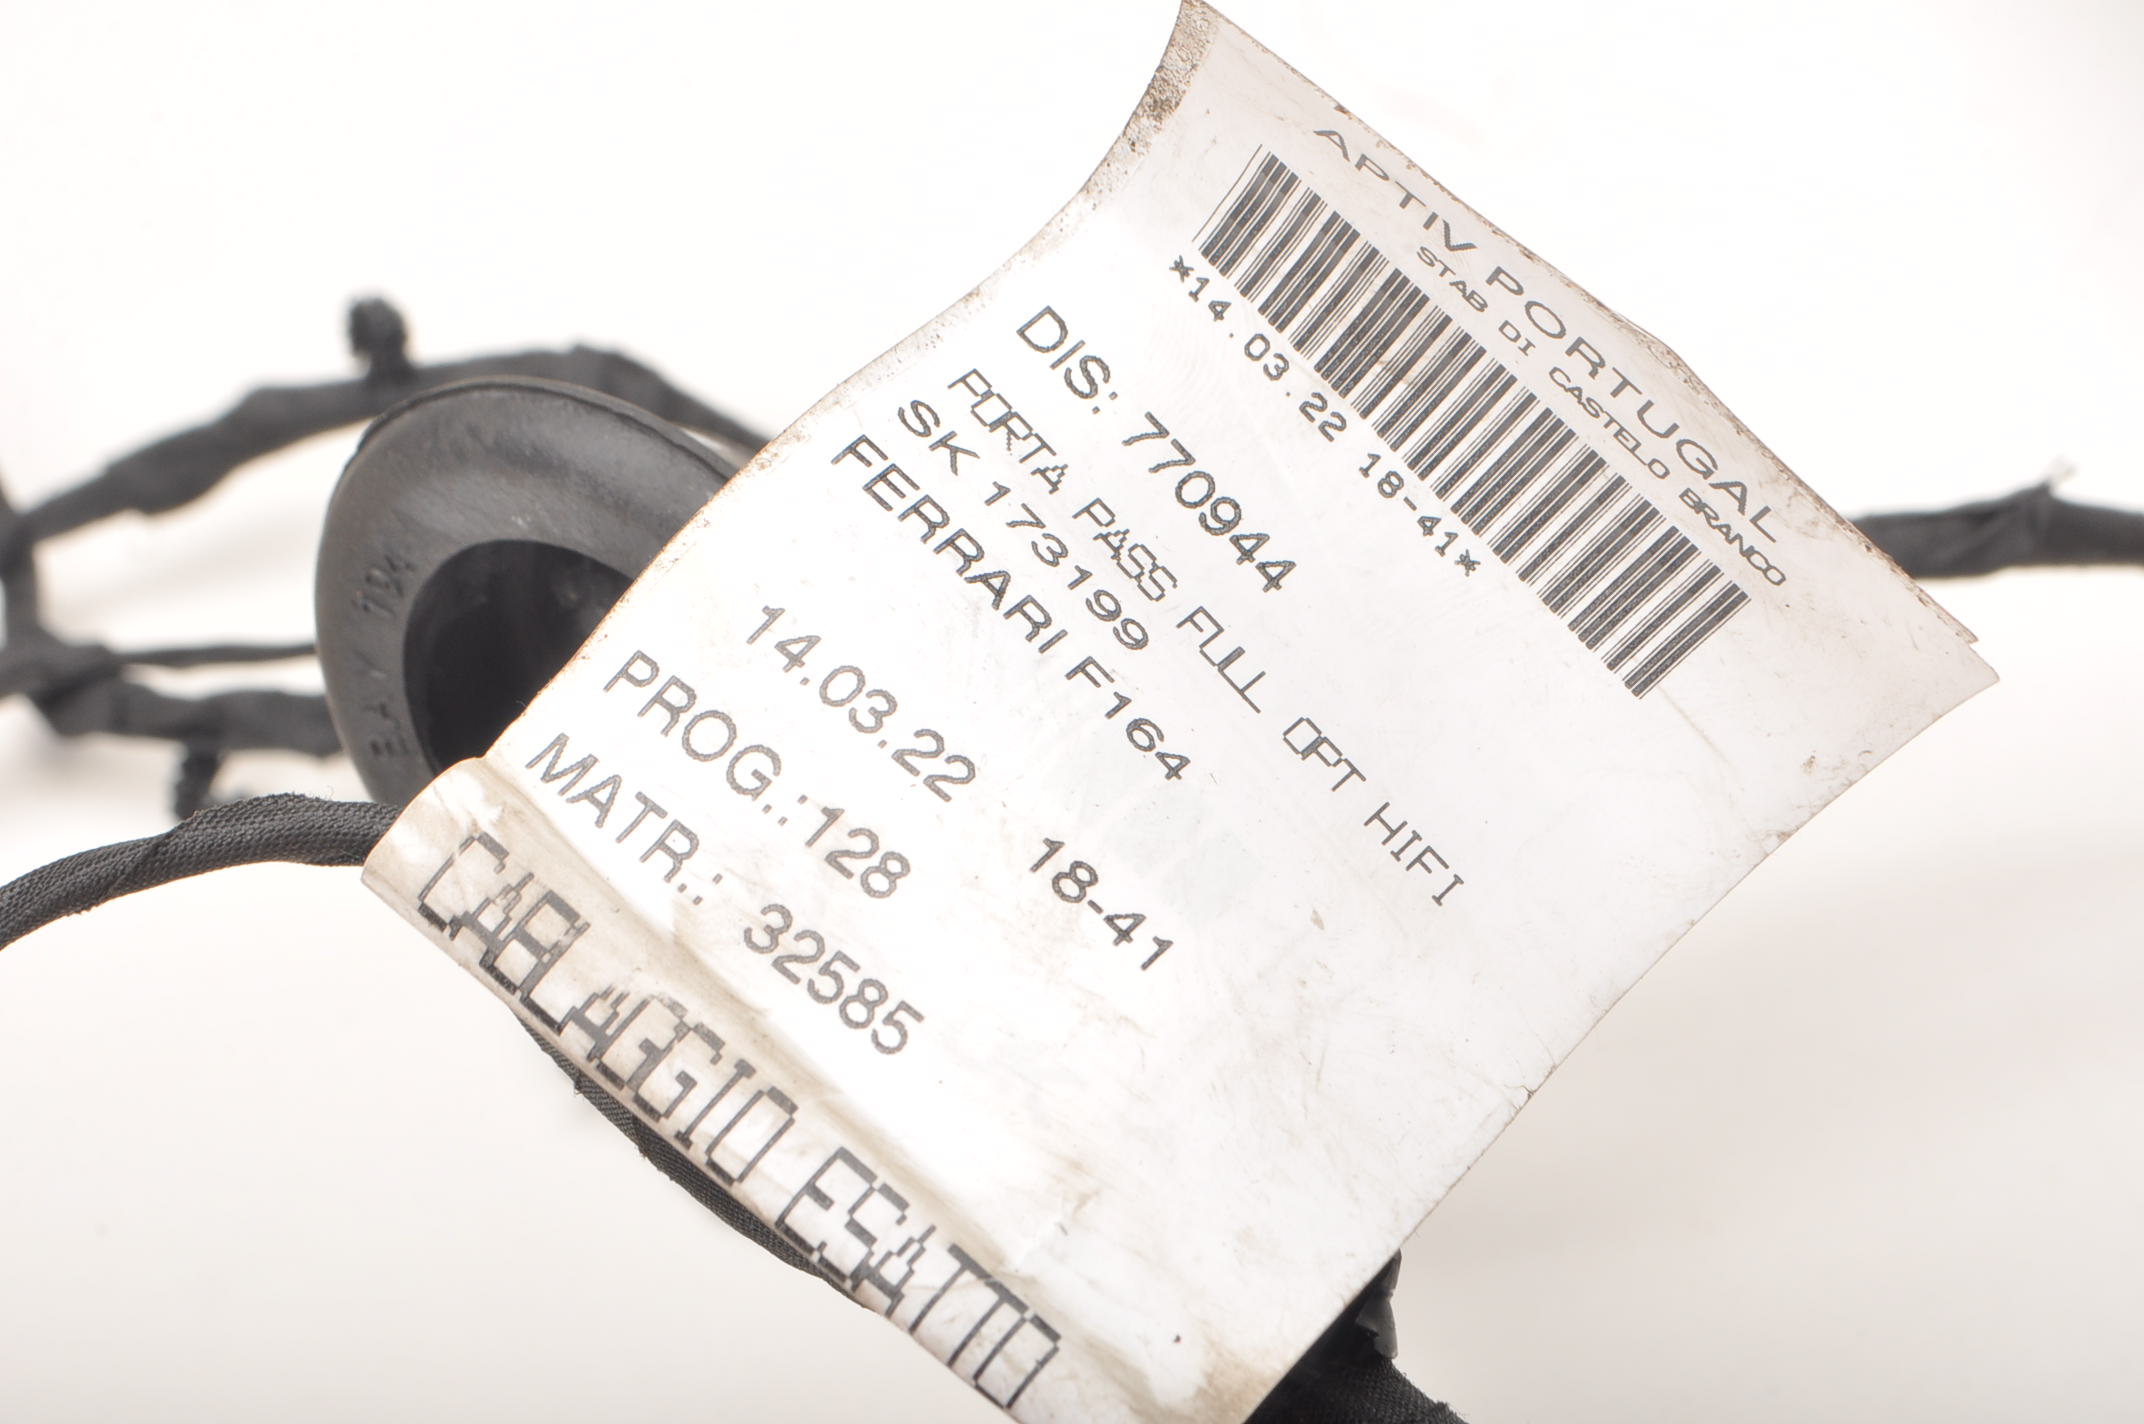 APTIV PORTUGAL
STAB DI CASTELO BRANCO
*14.03.22 18-41*
DIS: 770944
PORTA PASS FULL OPT HIFI
SK 173199
FERRARI F164
14.03.22 18-41
PROG.:128
MATR.: 32585
CABLAGGIO ESATTO